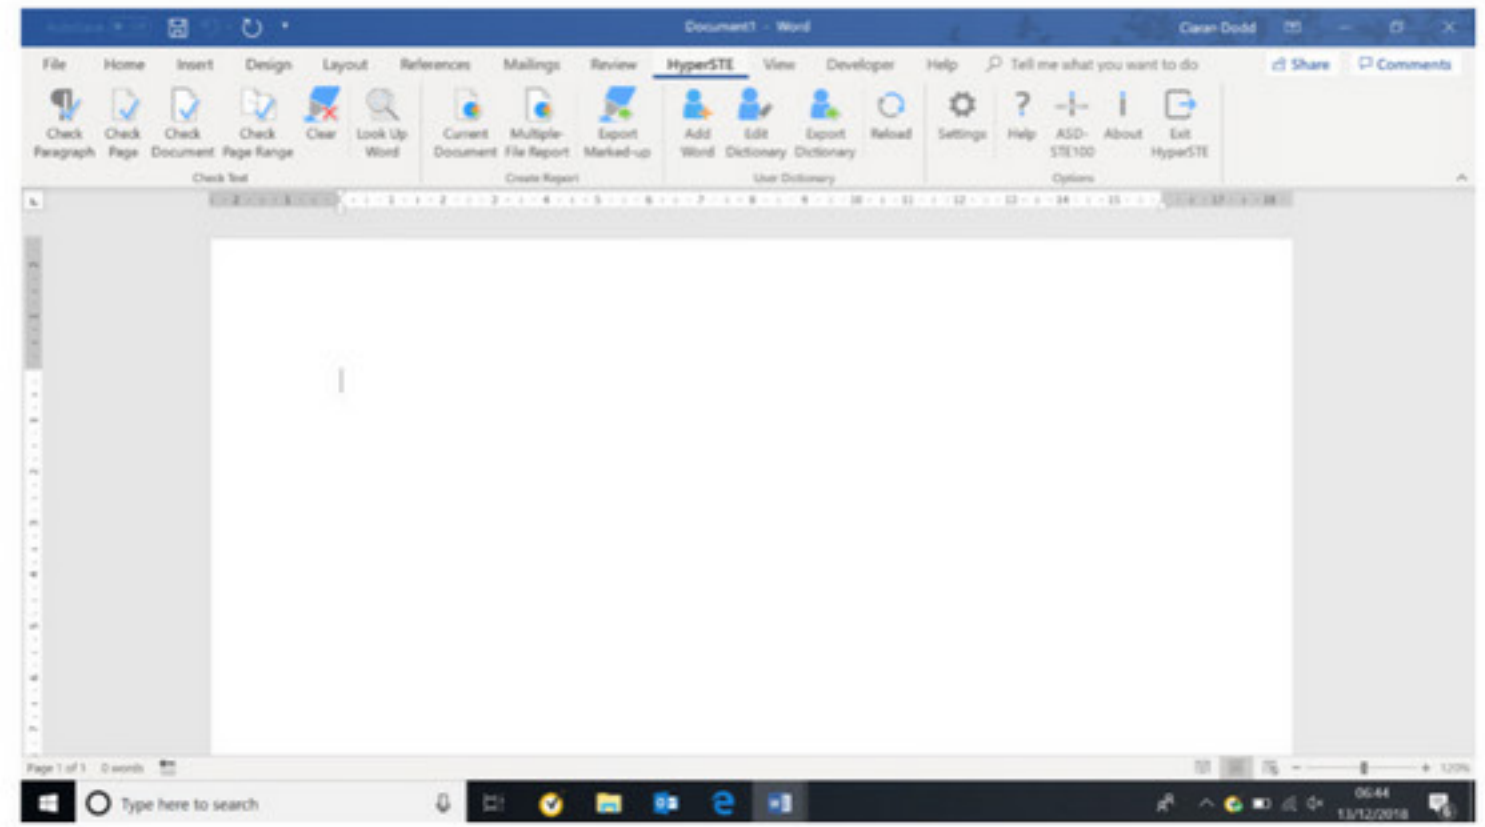 Document1 - Word
Ciaran Dodd
File Home Insert Design Layout References Mailings Review HyperSTE View Developer Help Tell me what you want to do Share Comments
Check Check Check Check Clear Look Up Current Multiple- Export Add Edit Export Reload Settings Help ASD- About Exit
Paragraph Page Document Page Range Word Document File Report Marked-up Word Dictionary Dictionary STE100 HyperSTE
Check Text Create Report User Dictionary Options
Page 1 of 1 0 words 120%
Type here to search
06:44
13/12/2018